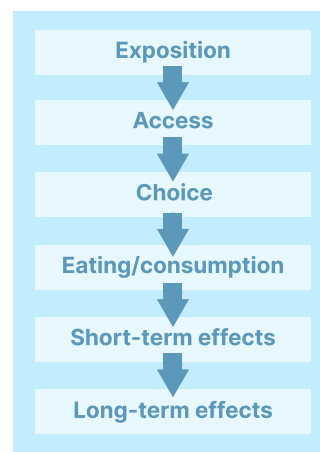 Exposition
Access
Choice
Eating/consumption
Short-term effects
Long-term effects